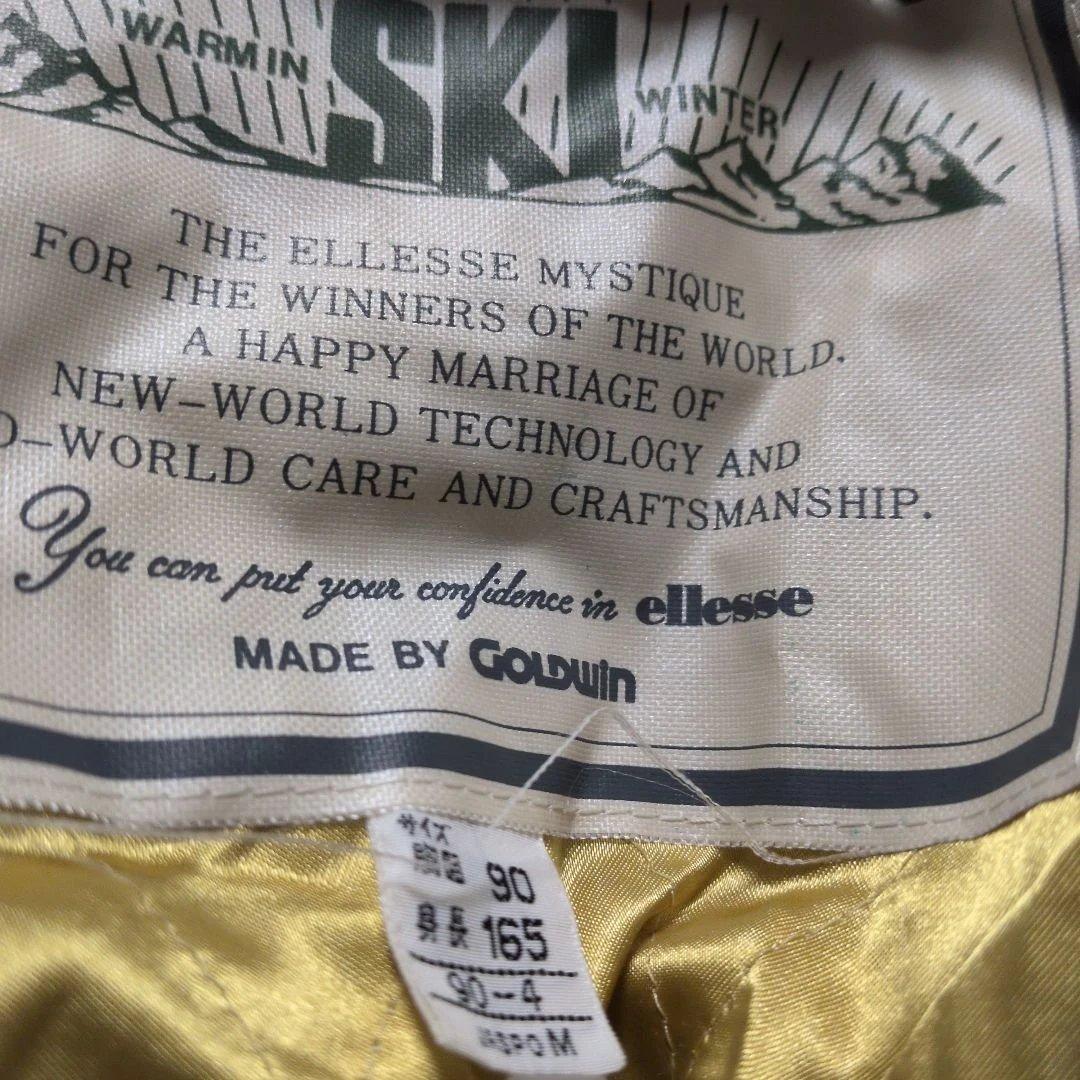 WARM IN SKI WINTER
THE ELLESSE MYSTIQUE
FOR THE WINNERS OF THE WORLD.
A HAPPY MARRIAGE OF
NEW-WORLD TECHNOLOGY AND
D-WORLD CARE AND CRAFTSMANSHIP.
You can put your confidence in ellesse
MADE BY GOLDWIN
サイズ
90
身長 165
90-4
JASPO M